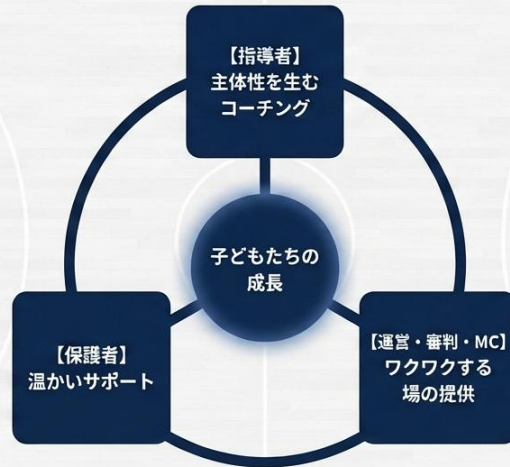 【指導者】
主体性を生む
コーチング
子どもたちの
成長
【保護者】
温かいサポート
【運営・審判・MC】
ワクワクする
場の提供